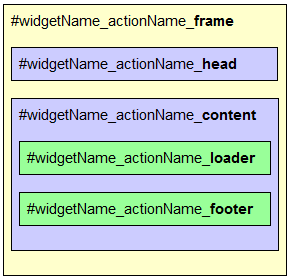 #widgetName_actionName_frame
#widgetName_actionName_head
#widgetName_actionName_content
#widgetName_actionName_loader
#widgetName_actionName_footer